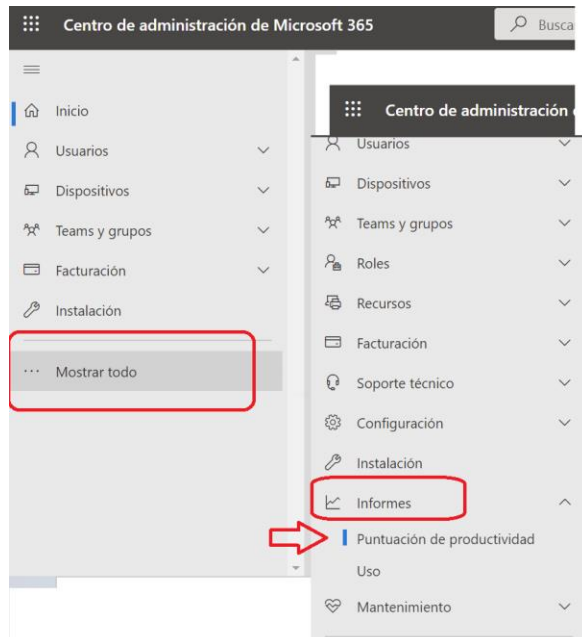 Centro de administración de Microsoft 365
Busca
Inicio
Usuarios
Dispositivos
Teams y grupos
Facturación
Instalación
Mostrar todo
Centro de administración
Usuarios
Dispositivos
Teams y grupos
Roles
Recursos
Facturación
Soporte técnico
Configuración
Instalación
Informes
Puntuación de productividad
Uso
Mantenimiento